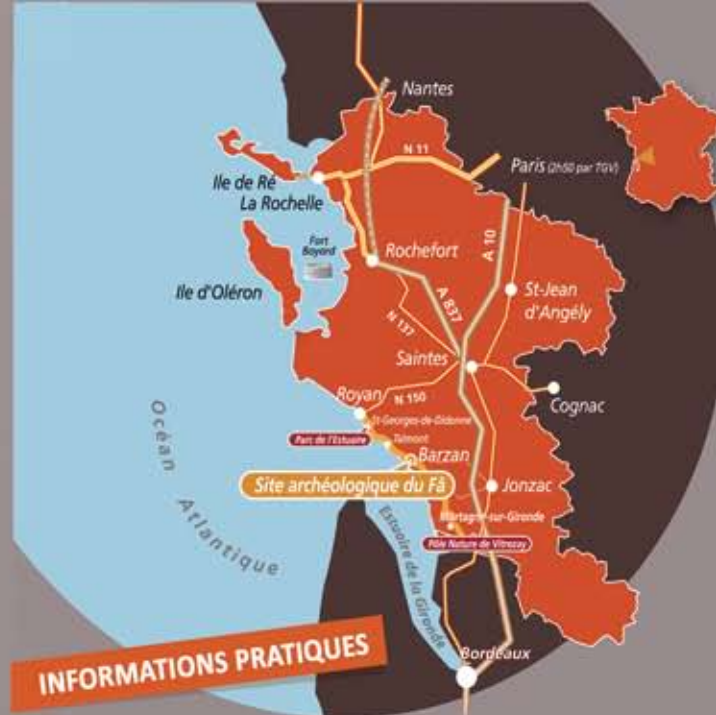 Nantes
N 11
Paris (2h50 par TGV)
Ile de Ré
La Rochelle
Fort
Boyard
Rochefort
A 10
Ile d'Oléron
A 837
St-Jean
d'Angély
N 137
Saintes
Royan
N 150
Cognac
St-Georges-de-Didonne
Parc de l'Estuaire
Talmont
Barzan
Site archéologique du Fâ
Jonzac
Mortagne-sur-Gironde
Pôle Nature de Vitrezay
Océan Atlantique
Estuaire de la Gironde
Bordeaux
INFORMATIONS PRATIQUES